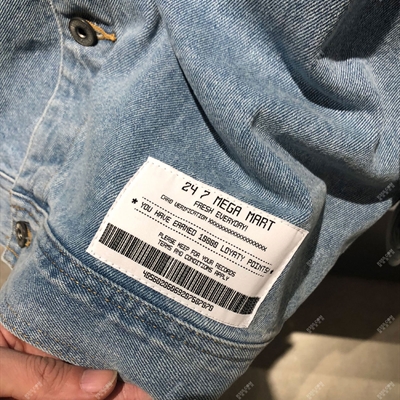 24 7 MEGA MART
FRESH EVERYDAY!
CARD VERIFICATION XXXXXXXXXXXXXXXXXX
* YOU HAVE EARNED 10000 LOYALTY POINTS *
PLEASE KEEP FOR YOUR RECORDS
TERMS AND CONDITIONS APPLY